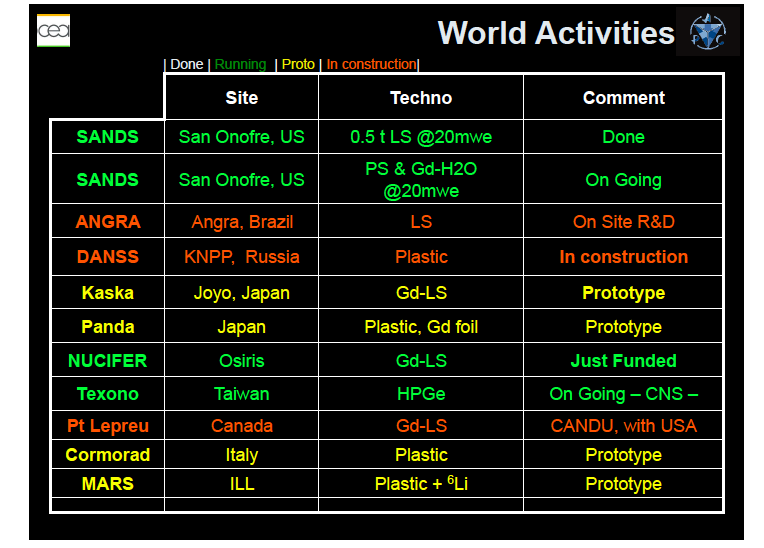 cea
World Activities
| Done | Running | Proto | In construction|
Site Techno Comment
SANDS San Onofre, US 0.5 t LS @20mwe Done
SANDS San Onofre, US PS & Gd-H2O @20mwe On Going
ANGRA Angra, Brazil LS On Site R&D
DANSS KNPP, Russia Plastic In construction
Kaska Joyo, Japan Gd-LS Prototype
Panda Japan Plastic, Gd foil Prototype
NUCIFER Osiris Gd-LS Just Funded
Texono Taiwan HPGe On Going – CNS –
Pt Lepreu Canada Gd-LS CANDU, with USA
Cormorad Italy Plastic Prototype
MARS ILL Plastic + ⁶Li Prototype